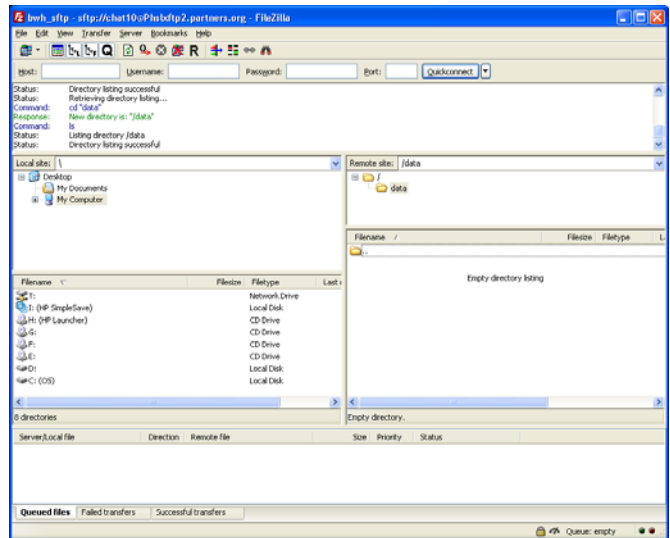 bwh_sftp - sftp://chat10@Phsbxftp2.partners.org - FileZilla
File Edit View Transfer Server Bookmarks Help
Host: Username: Password: Port: Quickconnect
Status: Directory listing successful
Status: Retrieving directory listing...
Command: cd "data"
Response: New directory is: "/data"
Command: ls
Status: Listing directory /data
Status: Directory listing successful
Local site: \
Desktop
My Documents
My Computer
Filename Filesize Filetype Last
T: Network Drive
I: (HP SimpleSave) Local Disk
H: (HP Launcher) CD Drive
G: CD Drive
F: CD Drive
E: CD Drive
D: Local Disk
C: (OS) Local Disk
8 directories
Remote site: /data
/
data
Filename / Filesize Filetype L
..
Empty directory listing
Empty directory.
Server/Local file Direction Remote file Size Priority Status
Queued files Failed transfers Successful transfers
Queue: empty